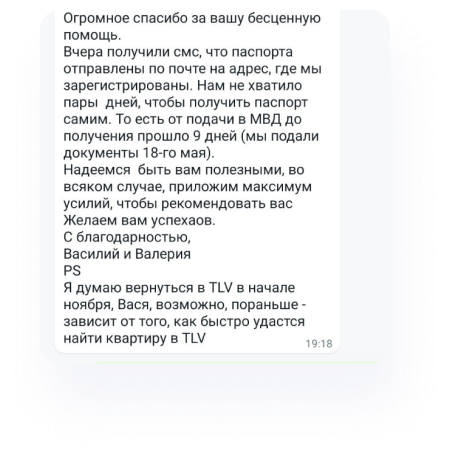 Огромное спасибо за вашу бесценную
помощь.
Вчера получили смс, что паспорта
отправлены по почте на адрес, где мы
зарегистрированы. Нам не хватило
пары  дней, чтобы получить паспорт
самим. То есть от подачи в МВД до
получения прошло 9 дней (мы подали
документы 18-го мая).
Надеемся  быть вам полезными, во
всяком случае, приложим максимум
усилий, чтобы рекомендовать вас
Желаем вам успехаов.
С благодарностью,
Василий и Валерия
PS
Я думаю вернуться в TLV в начале
ноября, Вася, возможно, пораньше -
зависит от того, как быстро удастся
найти квартиру в TLV
19:18